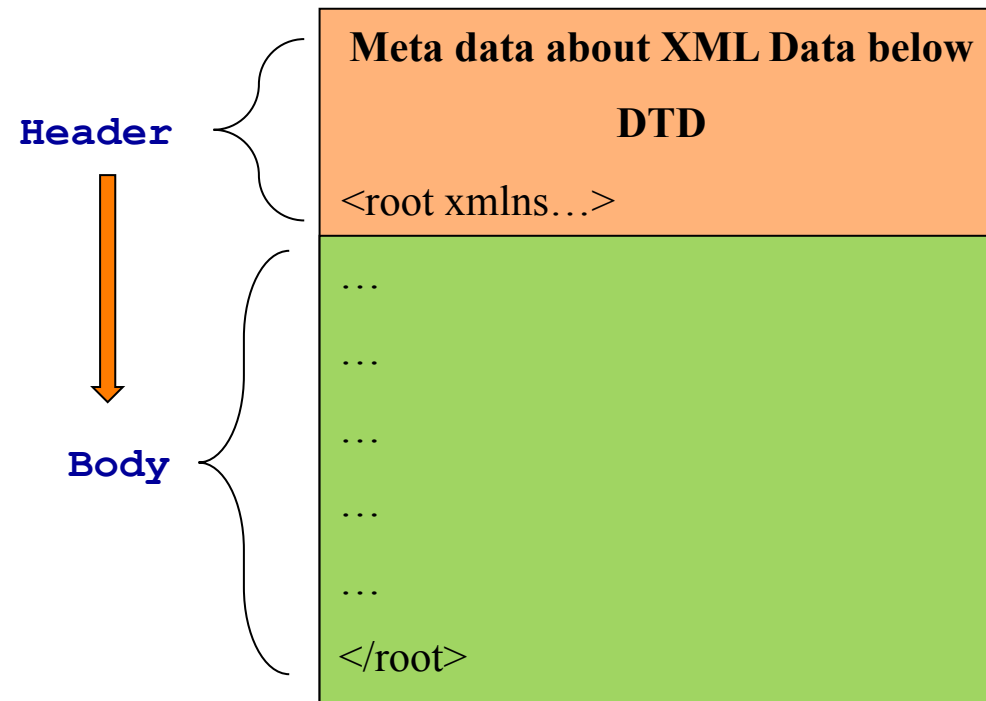 Meta data about XML Data below
DTD
Header
<root xmlns…>
…
…
…
Body
…
…
</root>